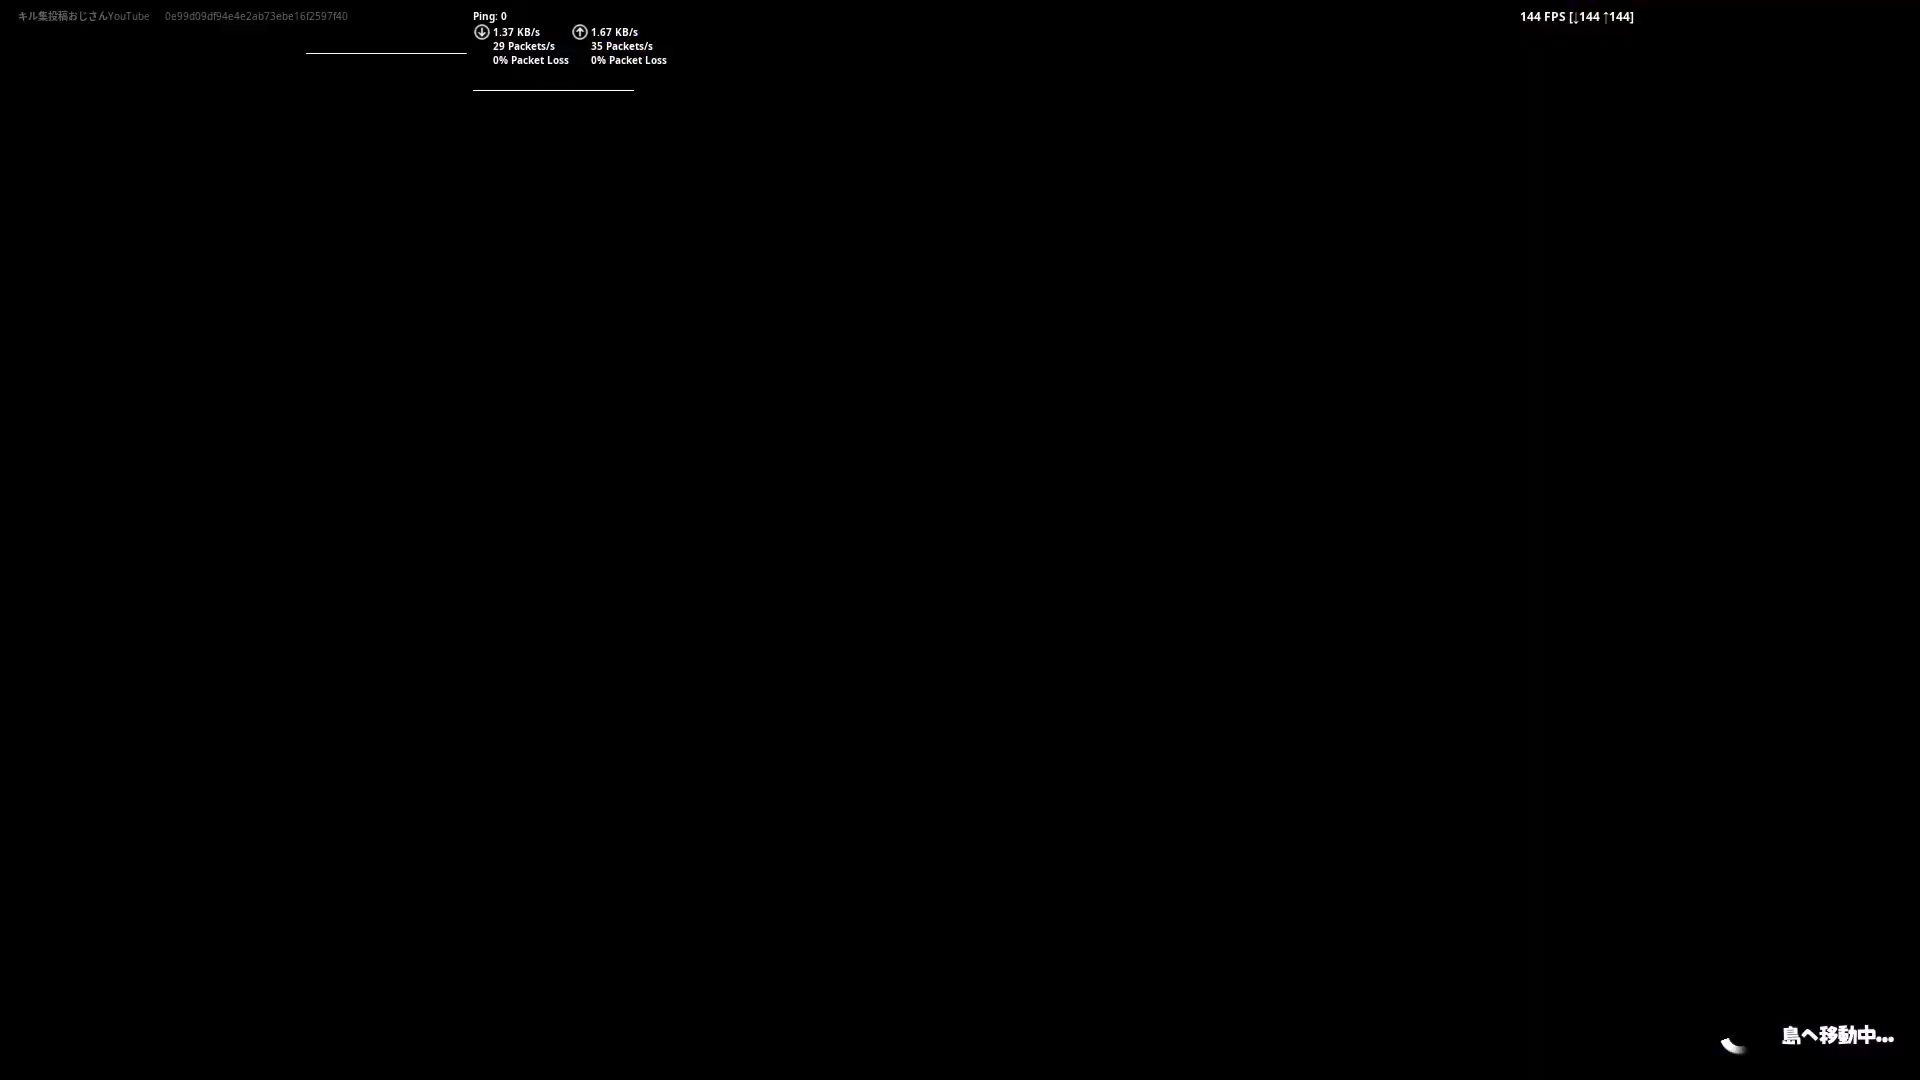 キル集投稿おじさんYouTube 0e99d09df94e4e2ab73ebe16f2597f40
Ping: 0
1.37 KB/s 1.67 KB/s
29 Packets/s 35 Packets/s
0% Packet Loss 0% Packet Loss
144 FPS [↓144 ↑144]
島へ移動中...